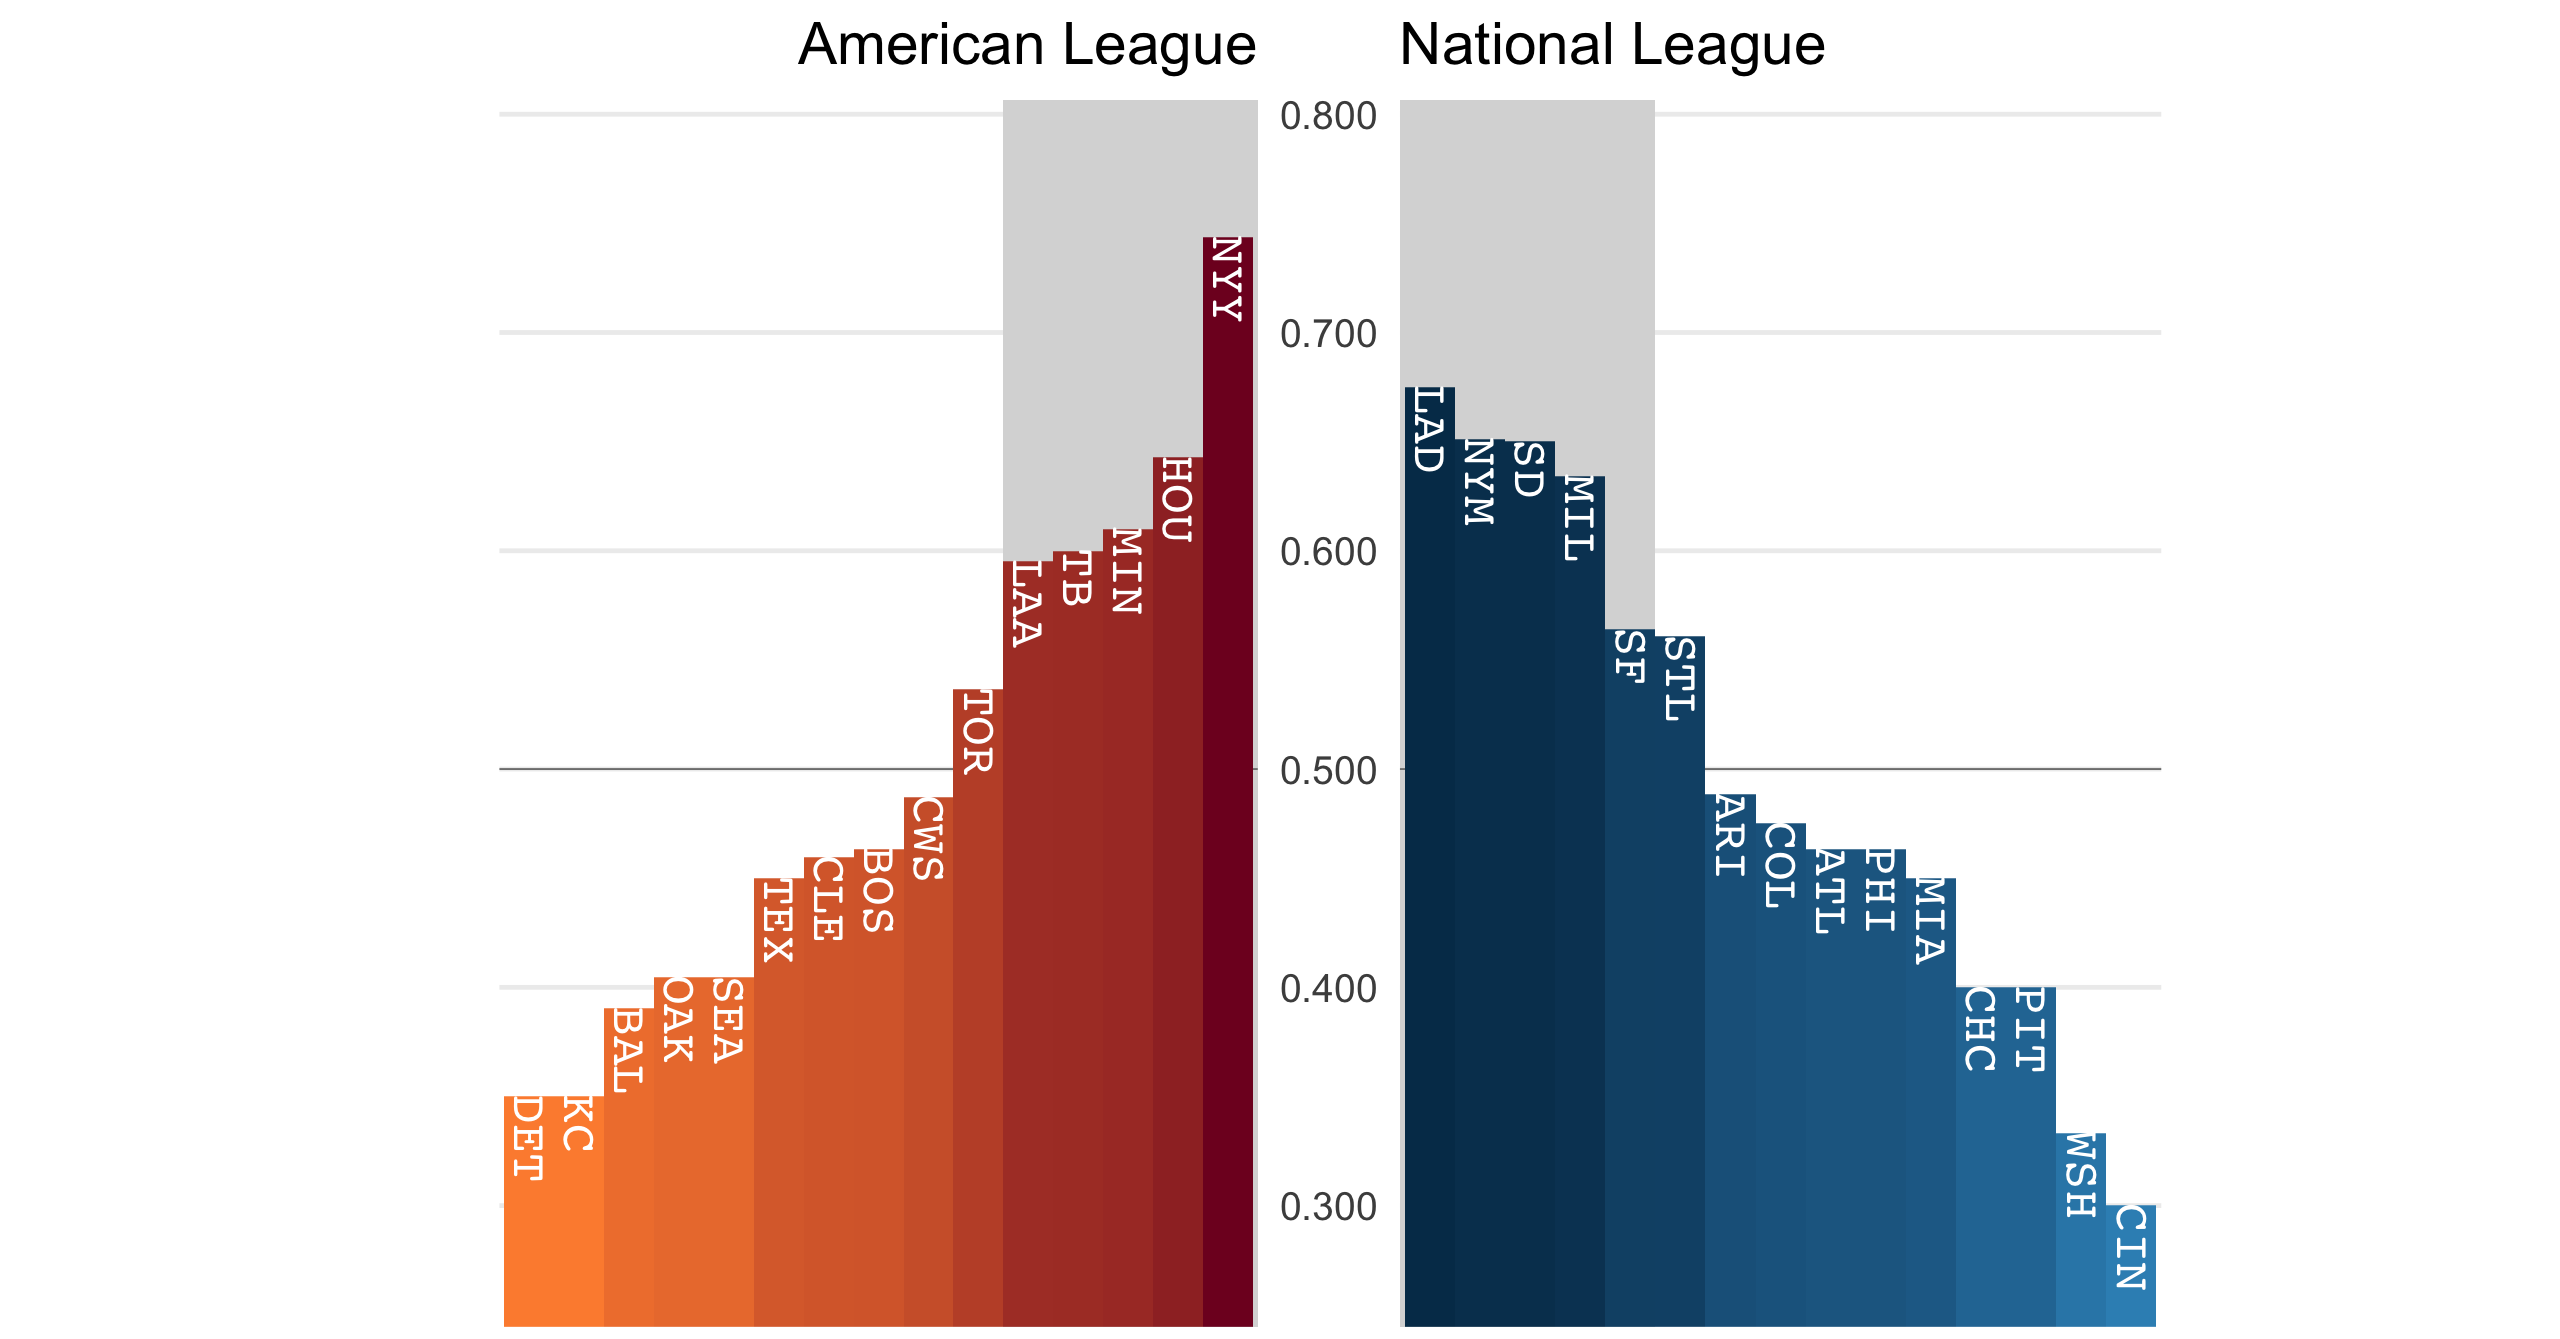 American League
National League
0.800
0.700
0.600
0.500
0.400
0.300
DET
KC
BAL
OAK
SEA
TEX
CLE
BOS
CWS
TOR
LAA
TB
MIN
HOU
NYY
LAD
NYM
SD
MIL
SF
STL
ARI
COL
ATL
PHI
MIA
CHC
PIT
WSH
CIN